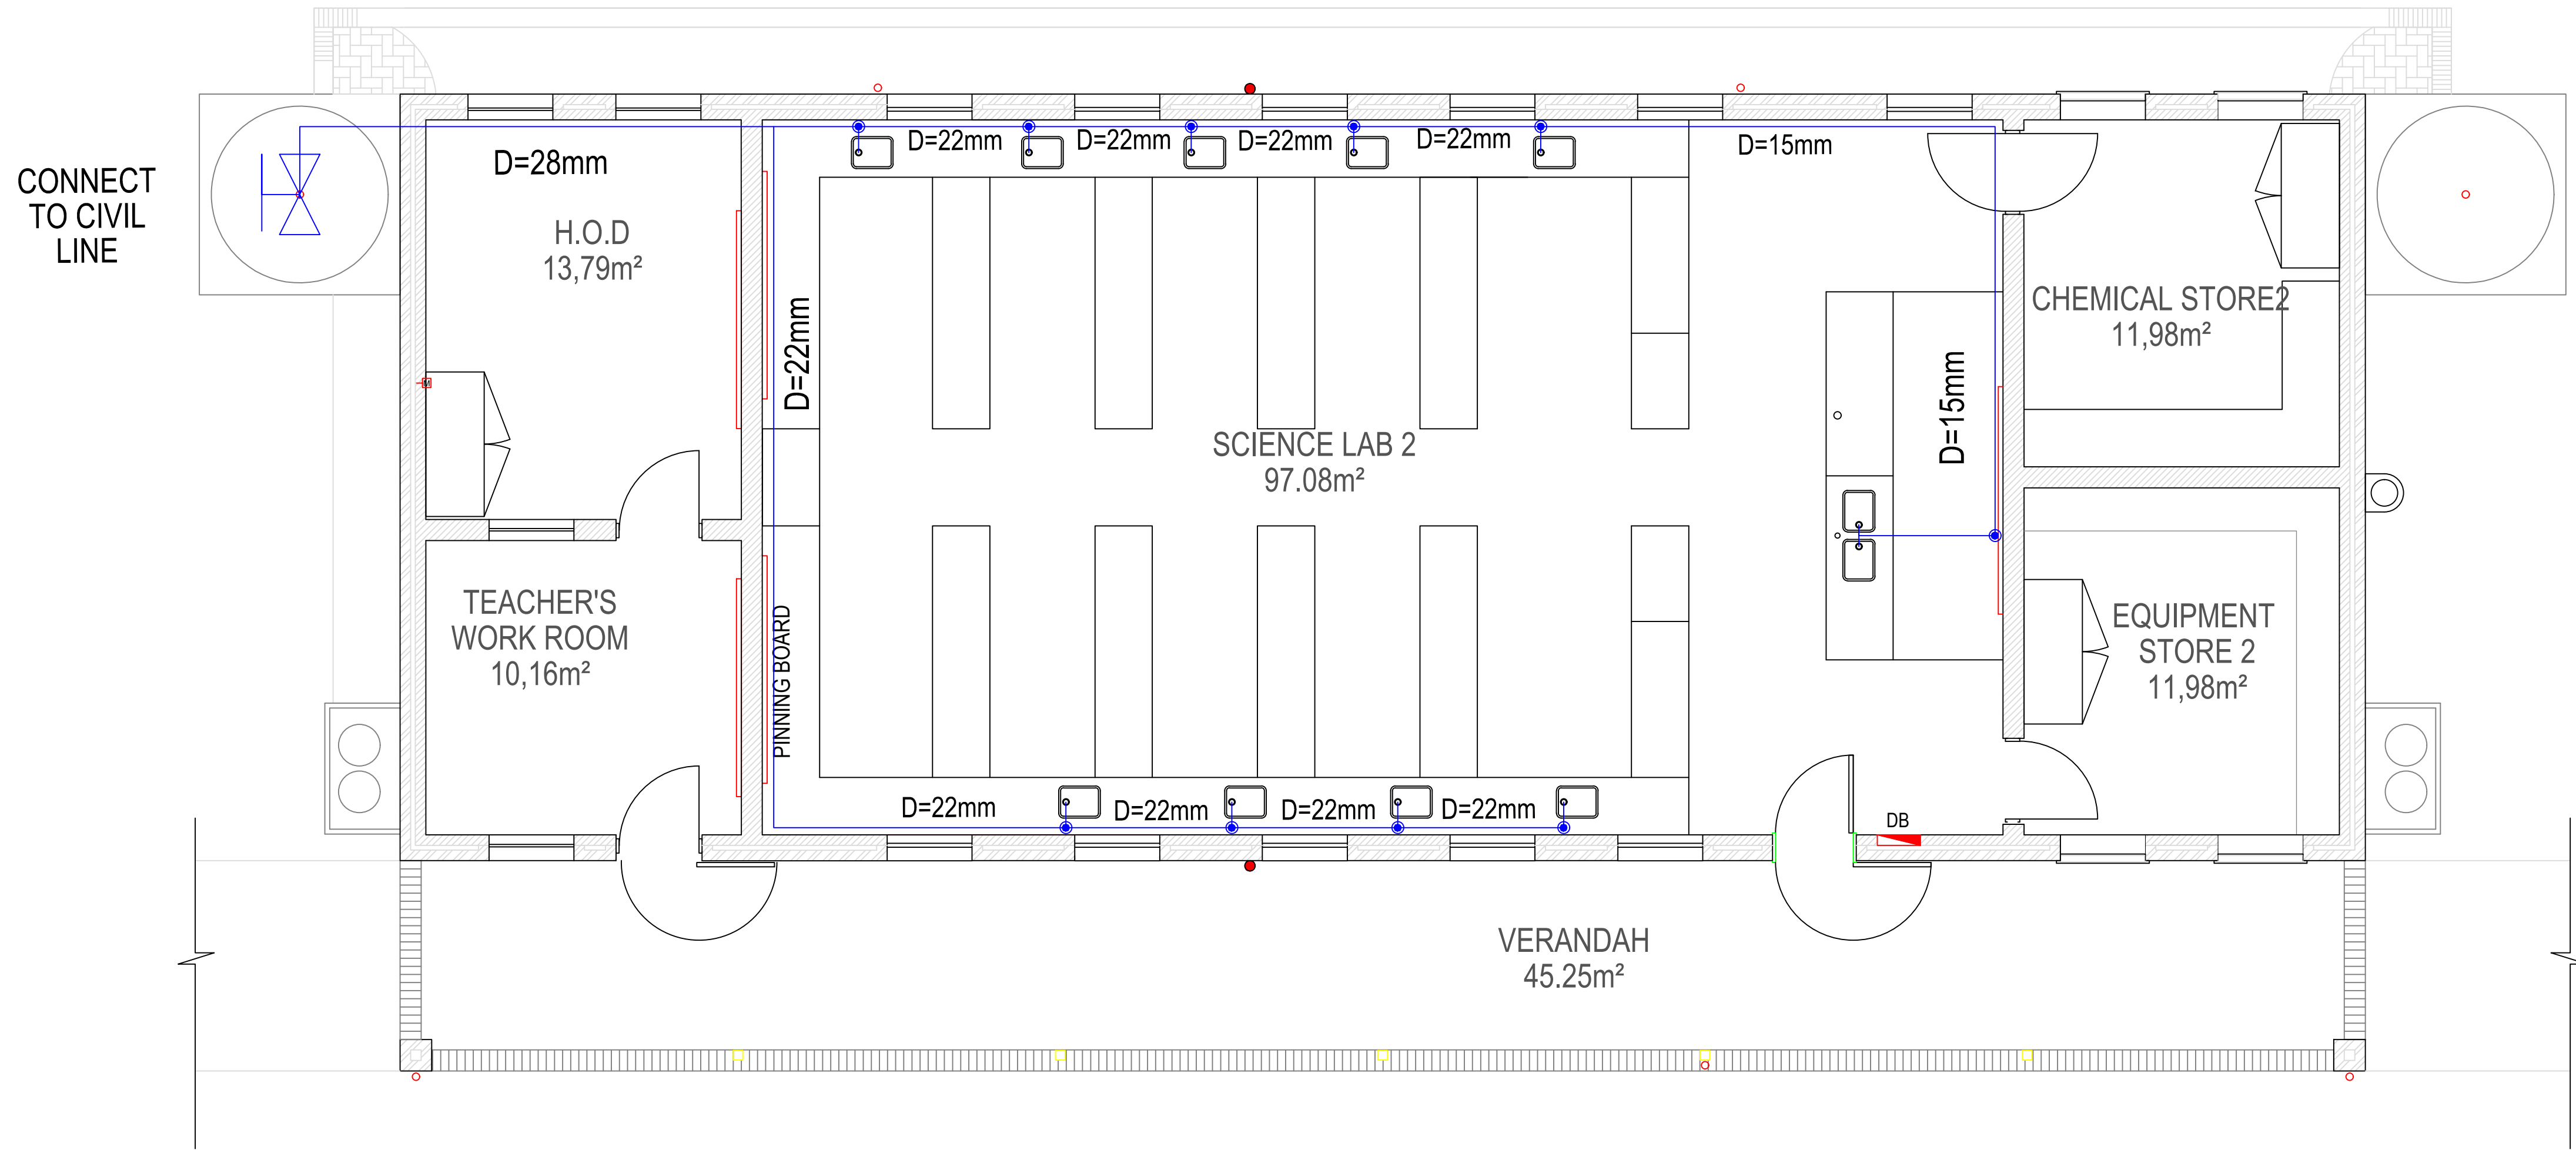 CONNECT
TO CIVIL
LINE
D=28mm
H.O.D
13,79m²
D=22mm
D=22mm
D=22mm
D=22mm
D=15mm
D=22mm
SCIENCE LAB 2
97.08m²
D=15mm
CHEMICAL STORE2
11,98m²
TEACHER'S
WORK ROOM
10,16m²
PINNING BOARD
EQUIPMENT
STORE 2
11,98m²
D=22mm
D=22mm
D=22mm
D=22mm
DB
VERANDAH
45.25m²